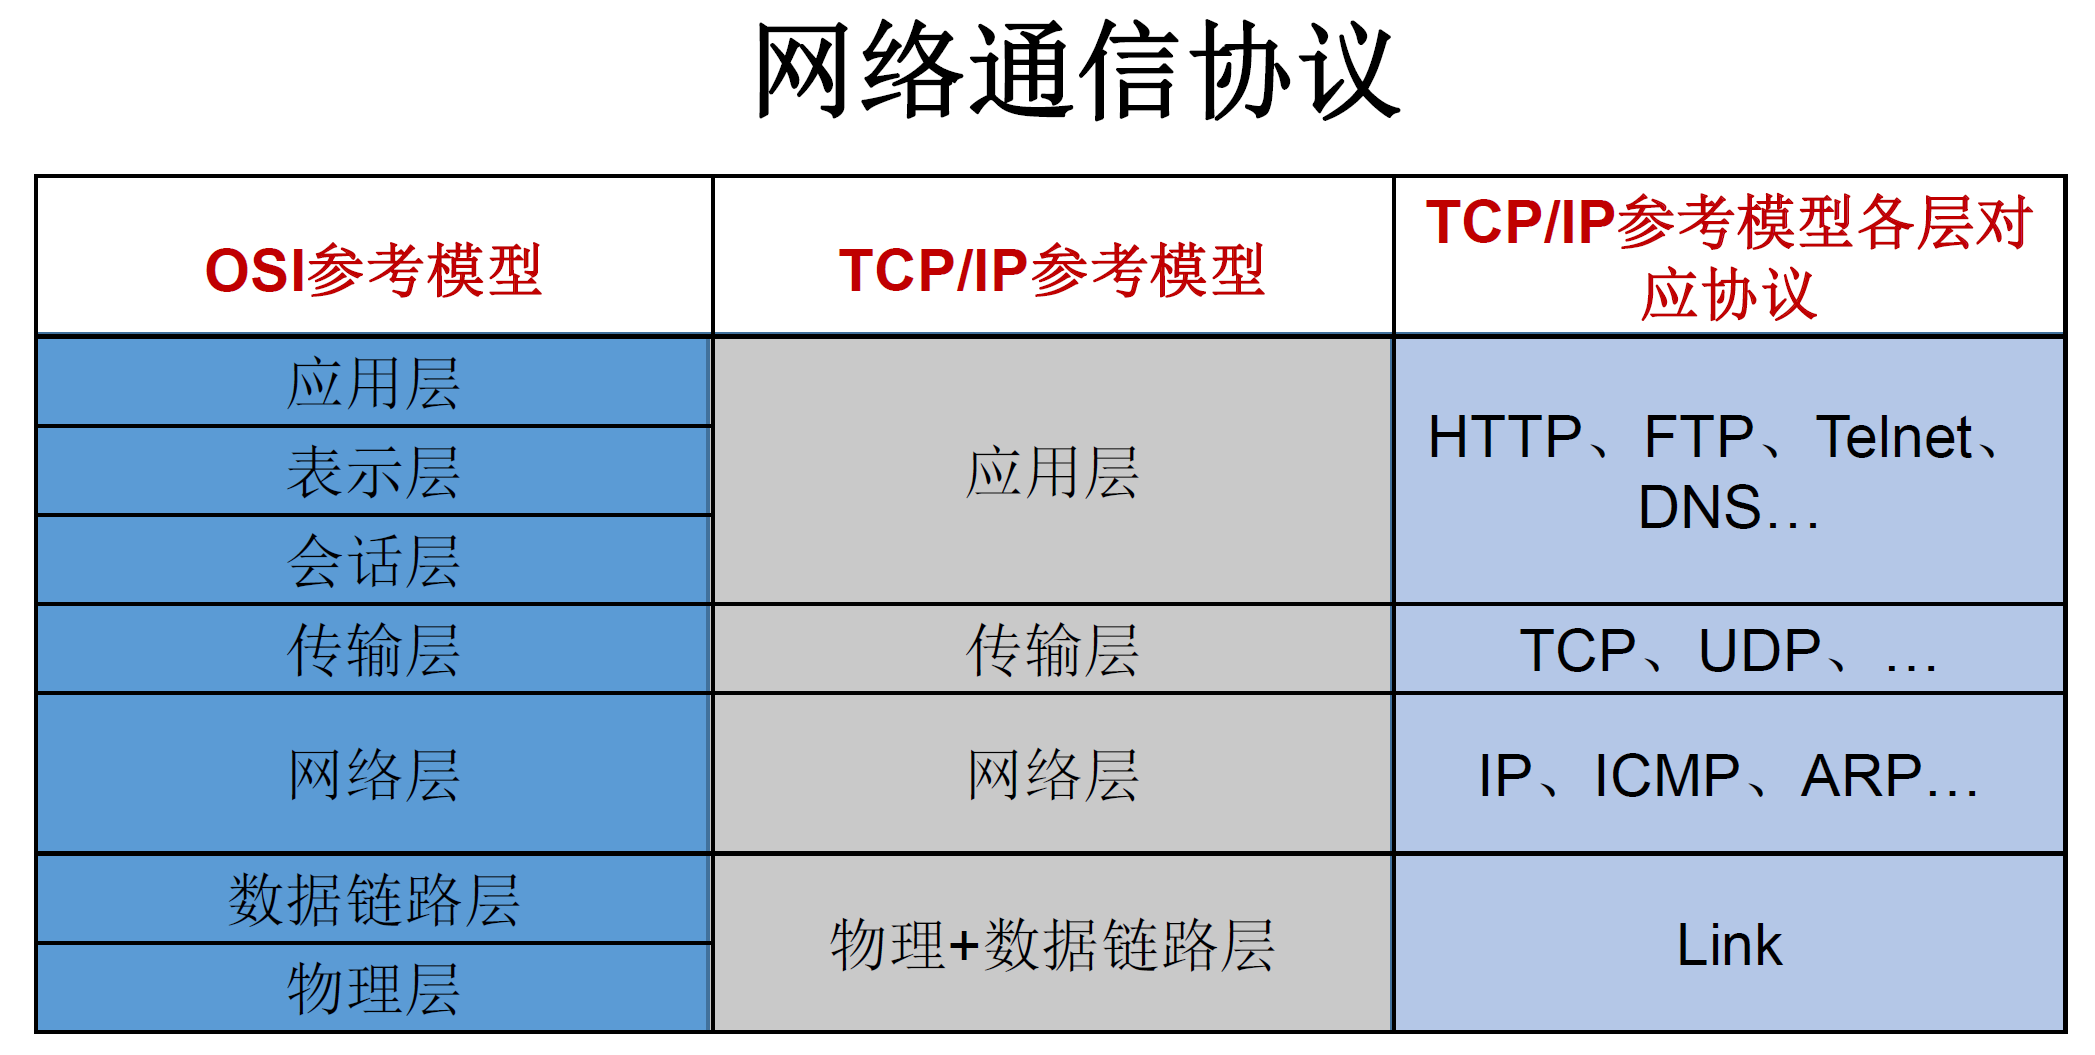 网络通信协议
OSI参考模型
TCP/IP参考模型
TCP/IP参考模型各层对
应协议
应用层
表示层
会话层
应用层
HTTP、FTP、Telnet、
DNS…
传输层
传输层
TCP、UDP、…
网络层
网络层
IP、ICMP、ARP…
数据链路层
物理层
物理+数据链路层
Link